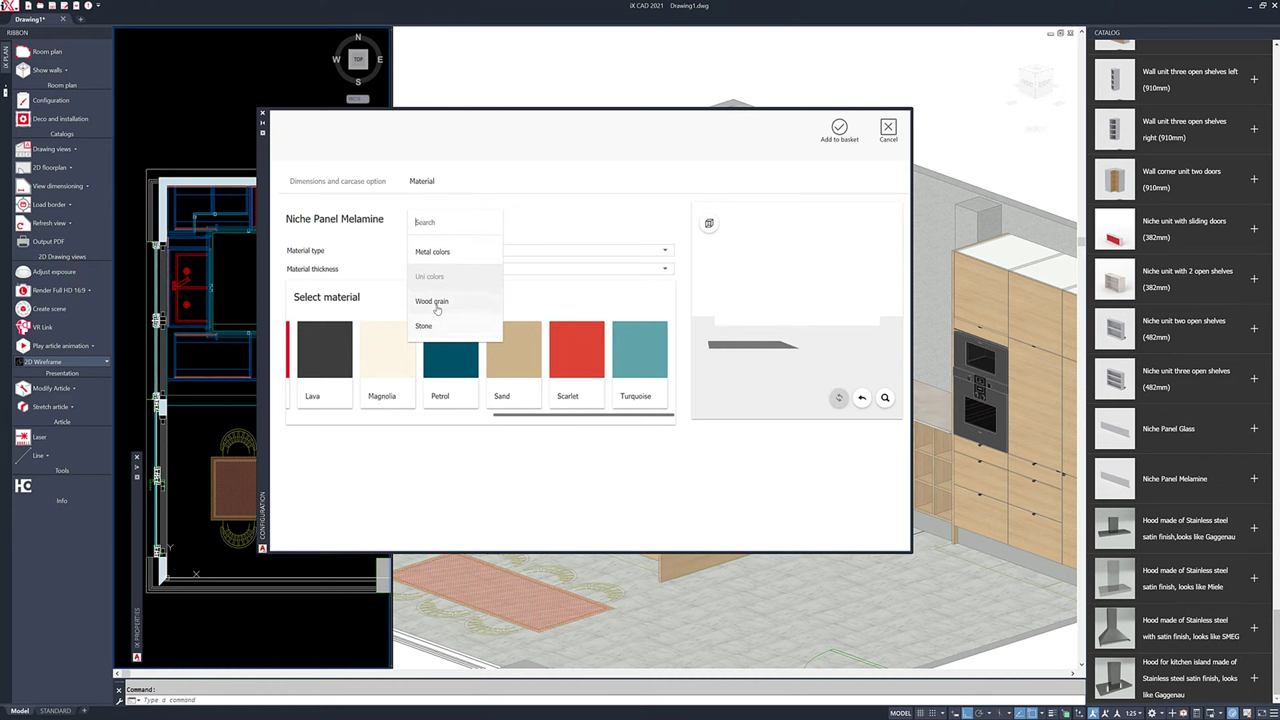 iX CAD 2021 Drawing1.dwg
Drawing1*
RIBBON
iX PLAN
Room plan
Show walls
Room plan
Configuration
Deco and installation
Catalogs
Drawing views
2D floorplan
View dimensioning
Load border
Refresh view
Output PDF
2D Drawing views
Adjust exposure
Render Full HD 16:9
Create scene
VR Link
Play article animation
2D Wireframe
Presentation
Modify Article
Stretch article
Article
Laser
Line
Tools
Info
N
W
TOP
E
S
WCS
Y
X
iX PROPERTIES
CONFIGURATION
Add to basket
Cancel
Dimensions and carcase option
Material
Niche Panel Melamine
Material type
Material thickness
Search
Metal colors
Uni colors
Wood grain
Stone
Select material
Lava
Magnolia
Petrol
Sand
Scarlet
Turquoise
CATALOG
Wall unit three open shelves left
(910mm)
Wall unit three open shelves
right (910mm)
Wall corner unit two doors
(910mm)
Niche unit with sliding doors
(382mm)
Niche unit with 2 open shelves
(382mm)
Niche unit two open shelves
(482mm)
Niche unit three open shelves
(482mm)
Niche Panel Glass
Niche Panel Melamine
Hood made of Stainless steel
satin finish,looks like Gaggenau
Hood made of Stainless steel
satin finish, looks like Miele
Hood made of Stainless steel
with satin finish, looks like SMEG
Hood for kitchen island made of
Stainless steel satin finish, looks like
Gaggenau
Command:
Type a command
Model
STANDARD
MODEL
1:25